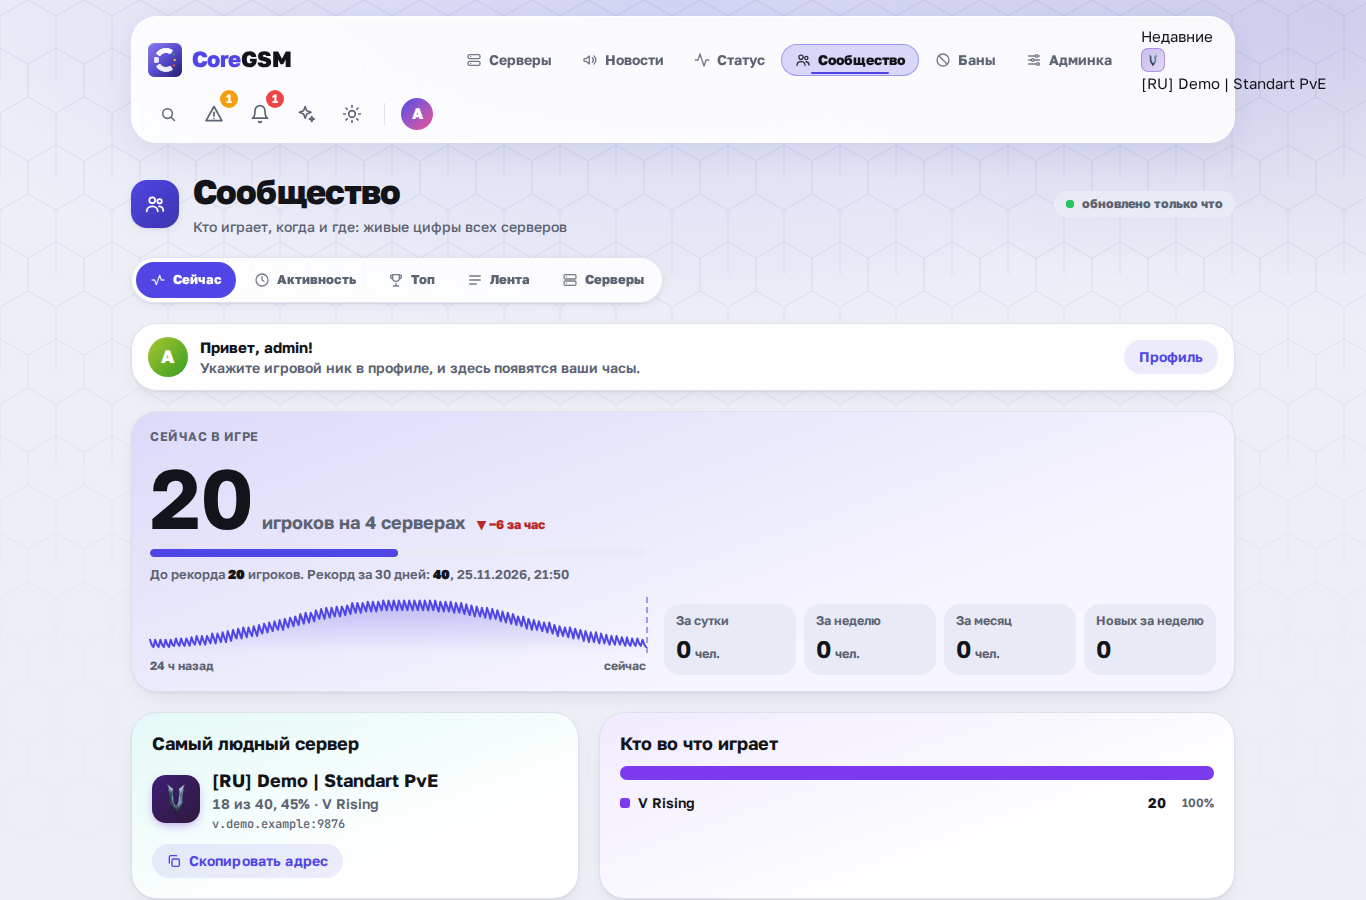 CoreGSM
Серверы
Новости
Статус
Сообщество
Баны
Админка
Недавние
[RU] Demo | Standart PvE
1
1
A
Сообщество
Кто играет, когда и где: живые цифры всех серверов
обновлено только что
Сейчас
Активность
Топ
Лента
Серверы
A
Привет, admin!
Укажите игровой ник в профиле, и здесь появятся ваши часы.
Профиль
СЕЙЧАС В ИГРЕ
20 игроков на 4 серверах ▼ −6 за час
До рекорда 20 игроков. Рекорд за 30 дней: 40, 25.11.2026, 21:50
24 ч назад
сейчас
За сутки
0 чел.
За неделю
0 чел.
За месяц
0 чел.
Новых за неделю
0
Самый людный сервер
[RU] Demo | Standart PvE
18 из 40, 45% · V Rising
v.demo.example:9876
Скопировать адрес
Кто во что играет
V Rising 20 100%